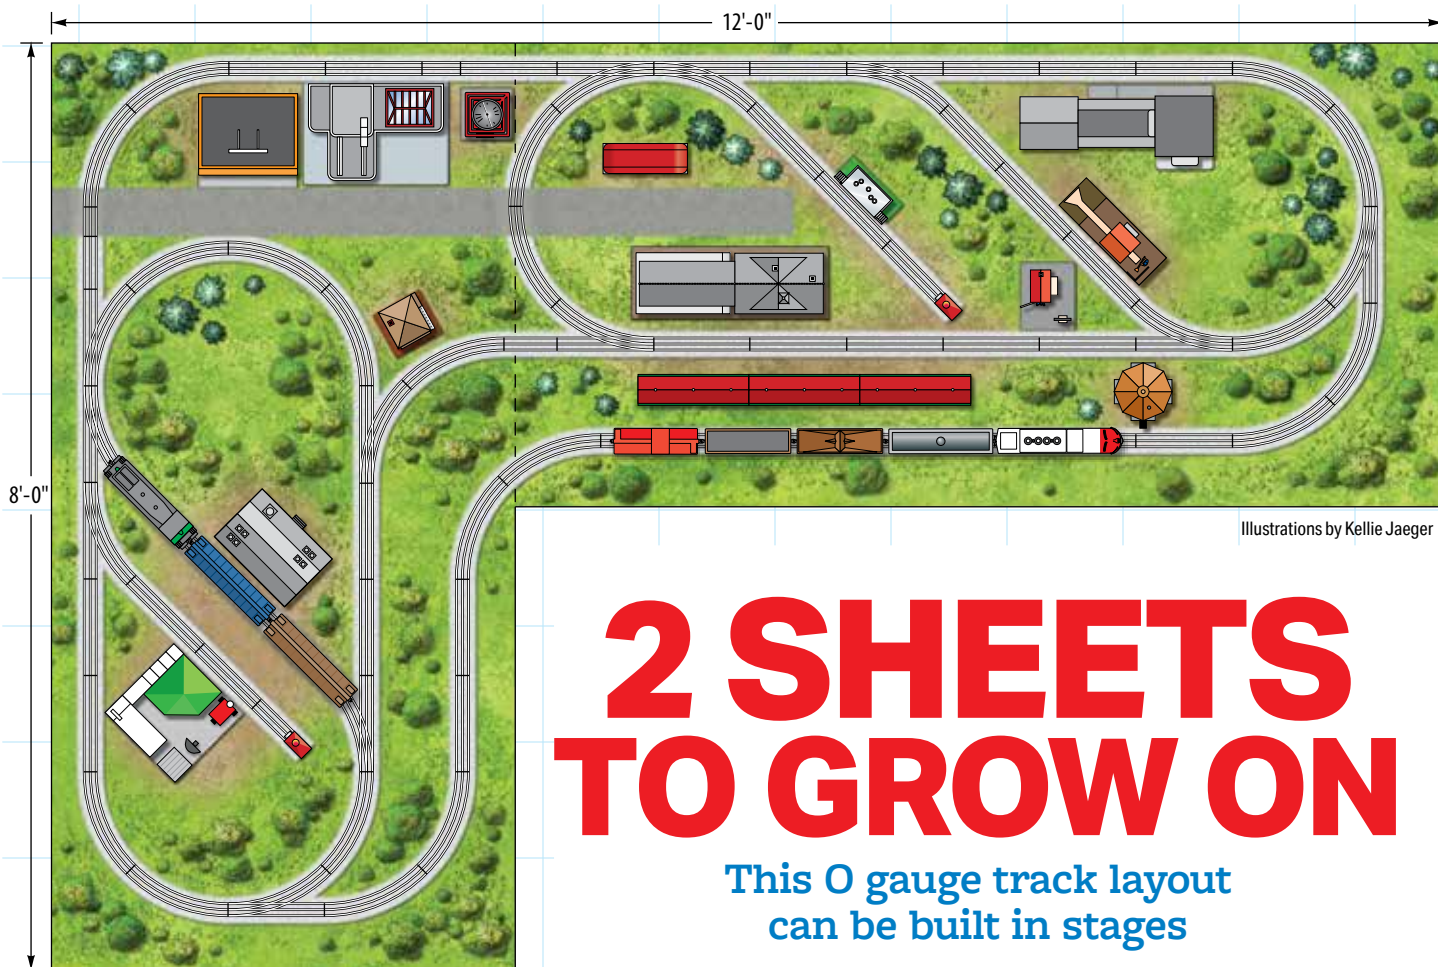 12'-0"
8'-0"
Illustrations by Kellie Jaeger
2 SHEETS
TO GROW ON
This O gauge track layout
can be built in stages